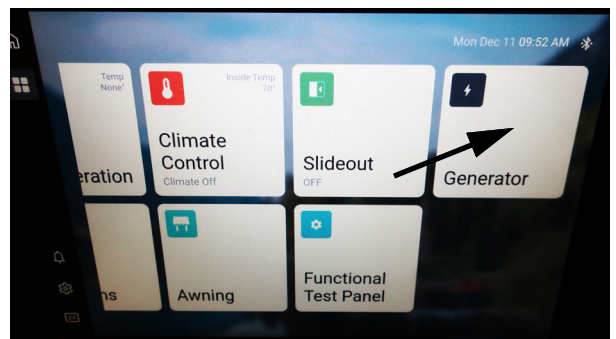 Mon Dec 11 09:52 AM
Temp
None°
eration
Inside Temp
70°
Climate
Control
Climate Off
Slideout
OFF
Generator
ns
Awning
Functional
Test Panel